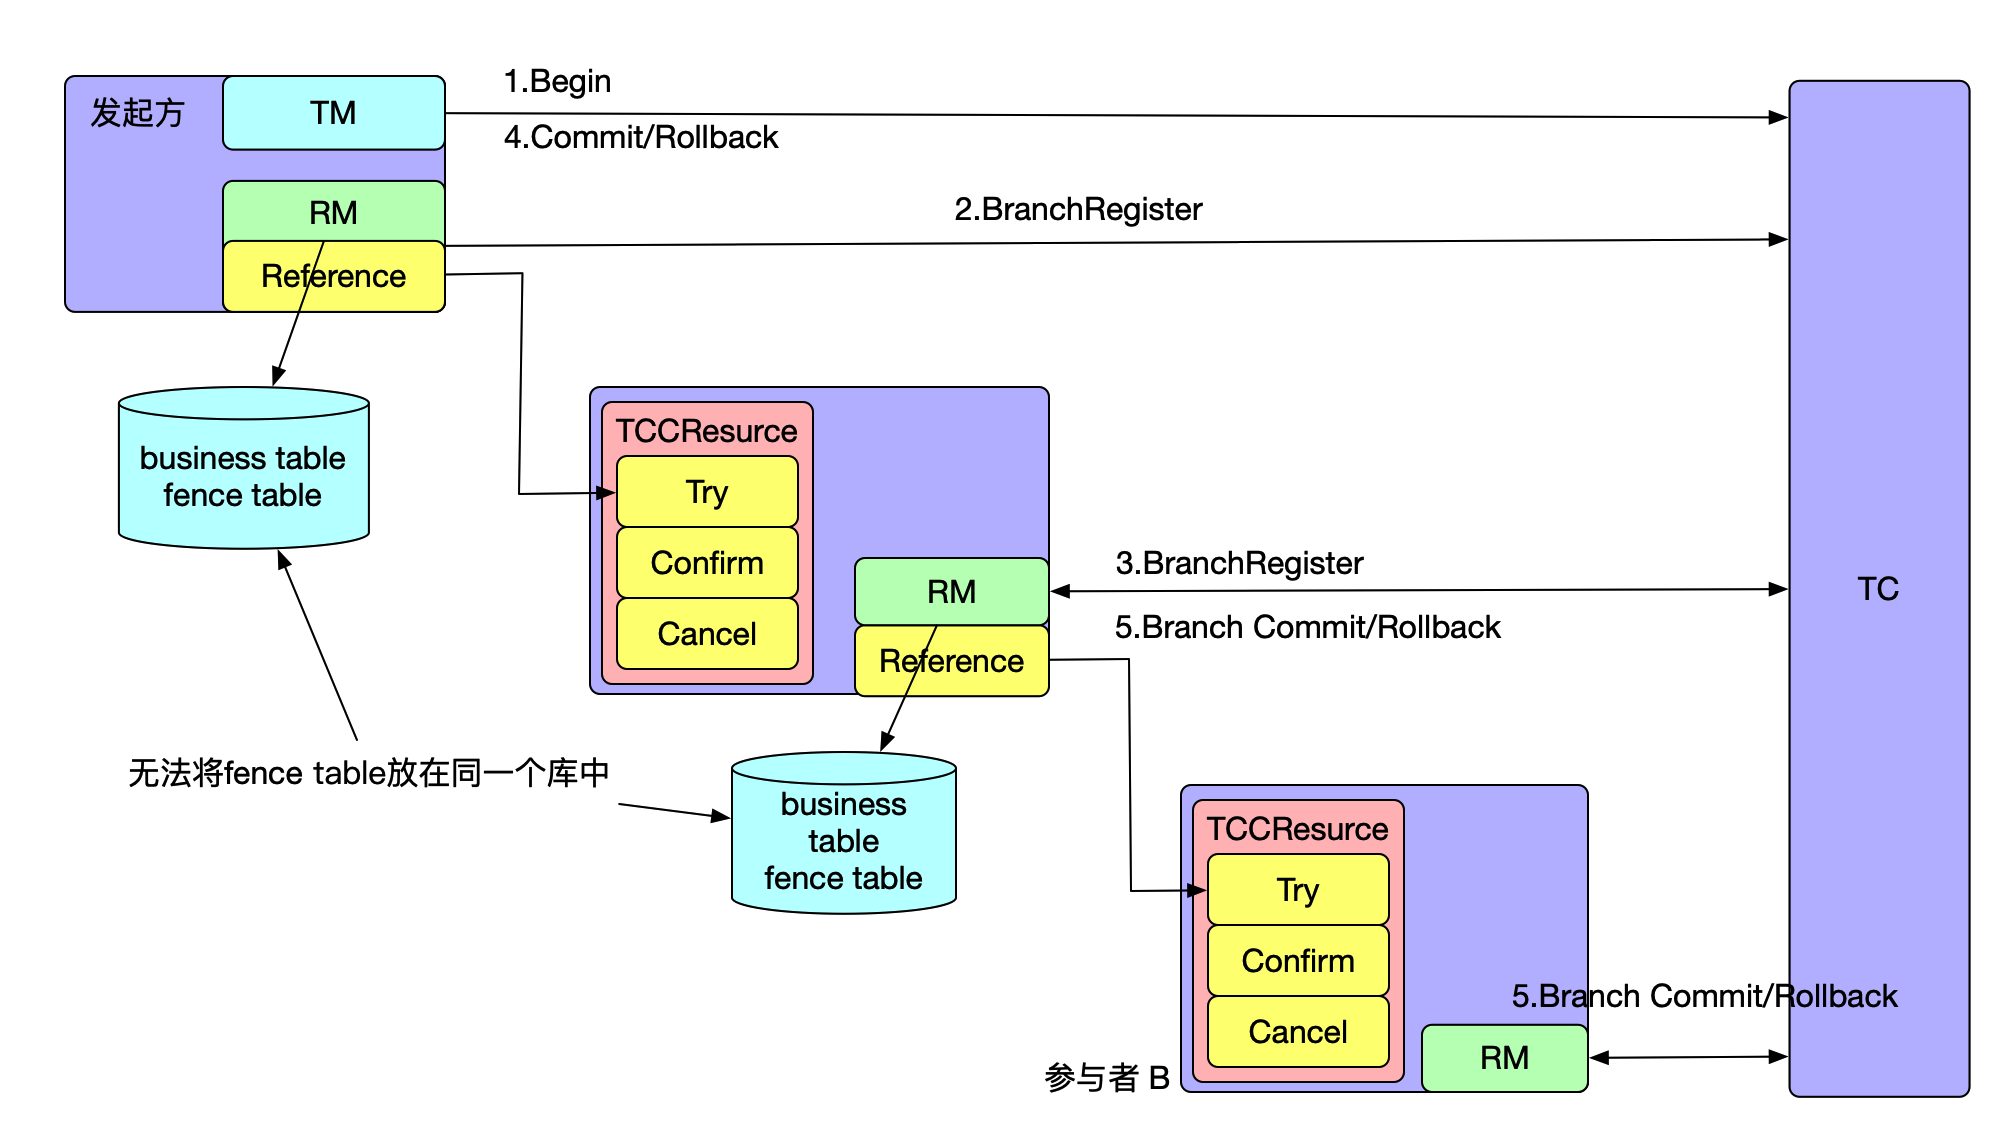 1.Begin
发起方
TM
4.Commit/Rollback
RM
2.BranchRegister
Reference
business table
fence table
TCCResurce
Try
Confirm
Cancel
RM
Reference
3.BranchRegister
5.Branch Commit/Rollback
TC
无法将fence table放在同一个库中
business
table
fence table
TCCResurce
Try
Confirm
Cancel
5.Branch Commit/Rollback
RM
参与者 B